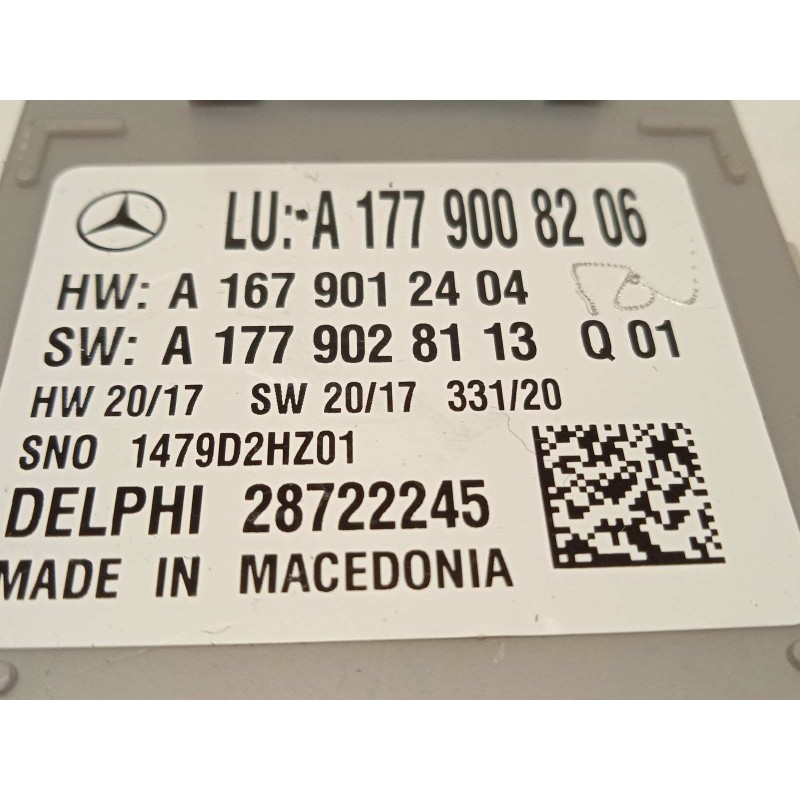 LU: A 177 900 82 06
HW: A 167 901 24 04
SW: A 177 902 81 13 Q 01
HW 20/17 SW 20/17 331/20
SNO 1479D2HZ01
DELPHI 28722245
MADE IN MACEDONIA